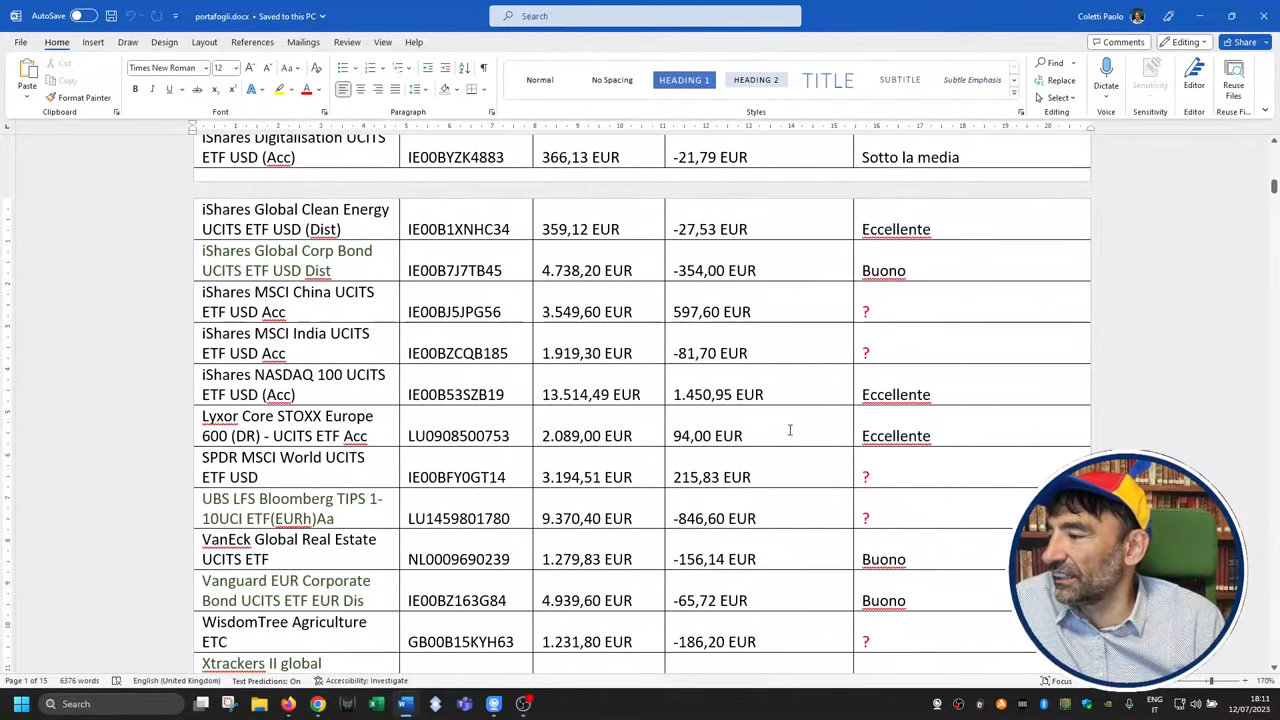 AutoSave
Off
portafogli.docx • Saved to this PC
Search
Coletti Paolo
File Home Insert Draw Design Layout References Mailings Review View Help
Comments
Editing
Share
Paste
Cut
Copy
Format Painter
Clipboard
Times New Roman
12
Font
Paragraph
Normal
No Spacing
HEADING 1
HEADING 2
TITLE
SUBTITLE
Subtle Emphasis
Styles
Find
Replace
Select
Editing
Dictate
Voice
Sensitivity
Sensitivity
Editor
Editor
Reuse Files
Reuse Files
iShares Digitalisation UCITS
ETF USD (Acc) IE00BYZK4883 366,13 EUR -21,79 EUR Sotto la media
iShares Global Clean Energy
UCITS ETF USD (Dist) IE00B1XNHC34 359,12 EUR -27,53 EUR Eccellente
iShares Global Corp Bond
UCITS ETF USD Dist IE00B7J7TB45 4.738,20 EUR -354,00 EUR Buono
iShares MSCI China UCITS
ETF USD Acc IE00BJ5JPG56 3.549,60 EUR 597,60 EUR ?
iShares MSCI India UCITS
ETF USD Acc IE00BZCQB185 1.919,30 EUR -81,70 EUR ?
iShares NASDAQ 100 UCITS
ETF USD (Acc) IE00B53SZB19 13.514,49 EUR 1.450,95 EUR Eccellente
Lyxor Core STOXX Europe
600 (DR) - UCITS ETF Acc LU0908500753 2.089,00 EUR 94,00 EUR Eccellente
SPDR MSCI World UCITS
ETF USD IE00BFY0GT14 3.194,51 EUR 215,83 EUR ?
UBS LFS Bloomberg TIPS 1-
10UCI ETF(EURh)Aa LU1459801780 9.370,40 EUR -846,60 EUR ?
VanEck Global Real Estate
UCITS ETF NL0009690239 1.279,83 EUR -156,14 EUR Buono
Vanguard EUR Corporate
Bond UCITS ETF EUR Dis IE00BZ163G84 4.939,60 EUR -65,72 EUR Buono
WisdomTree Agriculture
ETC GB00B15KYH63 1.231,80 EUR -186,20 EUR ?
Xtrackers II global
Page 1 of 15 6376 words English (United Kingdom) Text Predictions: On Accessibility: Investigate
Focus
170%
Search
ENG
IT
18:11
12/07/2023